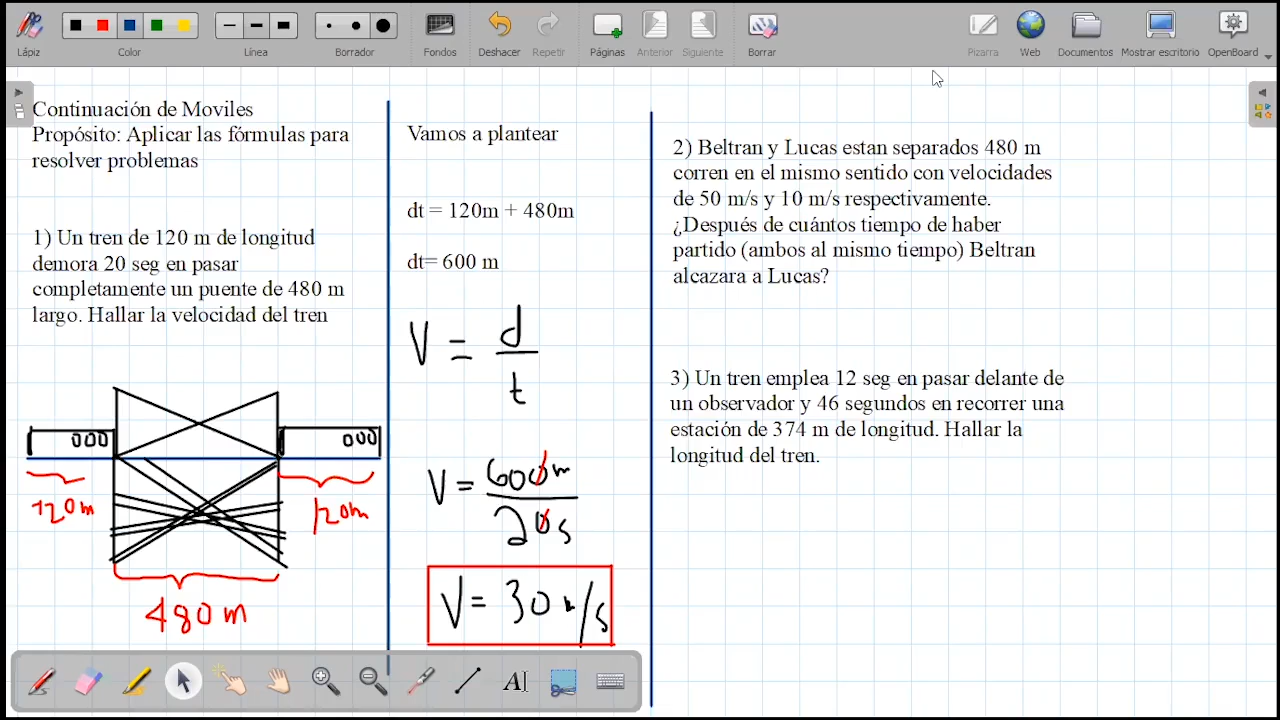 Lápiz
Color
Línea
Borrador
Fondos
Deshacer
Repetir
Páginas
Anterior
Siguiente
Borrar
Pizarra
Web
Documentos
Mostrar escritorio
OpenBoard
Continuación de Moviles
Propósito: Aplicar las fórmulas para
resolver problemas
1) Un tren de 120 m de longitud
demora 20 seg en pasar
completamente un puente de 480 m
largo. Hallar la velocidad del tren
120m
120m
480 m
Vamos a plantear
dt = 120m + 480m
dt= 600 m
V = d
t
V = 600m
20s
V = 30 m/s
2) Beltran y Lucas estan separados 480 m
corren en el mismo sentido con velocidades
de 50 m/s y 10 m/s respectivamente.
¿Después de cuántos tiempo de haber
partido (ambos al mismo tiempo) Beltran
alcazara a Lucas?
3) Un tren emplea 12 seg en pasar delante de
un observador y 46 segundos en recorrer una
estación de 374 m de longitud. Hallar la
longitud del tren.